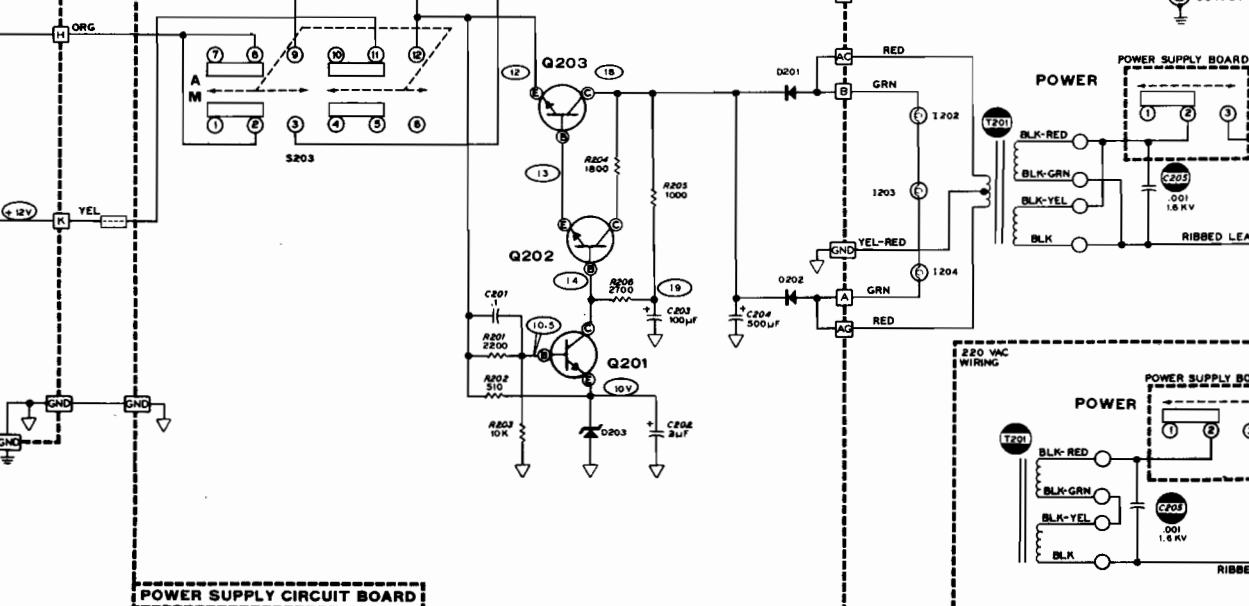 H ORG
7 8 9 10 11 12
A
M
1 2 3 4 5 6
S203
+12V K YEL
12 Q203 18
E C
B
13
R204
1800
R205
1000
E C
Q202
B
14
R206
2700
19
C201
.1
10.5
C
R201
2200
B
Q201
E
C203
100µF
C204
500µF
R202
510
10V
R203
10K
D203
C202
2µF
GND GND
GND
D201
D202
AC RED
B GRN
I202
I203
GND YEL-RED
I204
A GRN
AG RED
T201
POWER
POWER SUPPLY BOARD
1 2 3
BLK-RED
BLK-GRN
BLK-YEL
BLK
C205
.001
1.6 KV
RIBBED LEA
220 VAC
WIRING
POWER SUPPLY BO
POWER
1 2
T201
BLK-RED
BLK-GRN
BLK-YEL
BLK
C205
.001
1.6 KV
RIBBE
POWER SUPPLY CIRCUIT BOARD